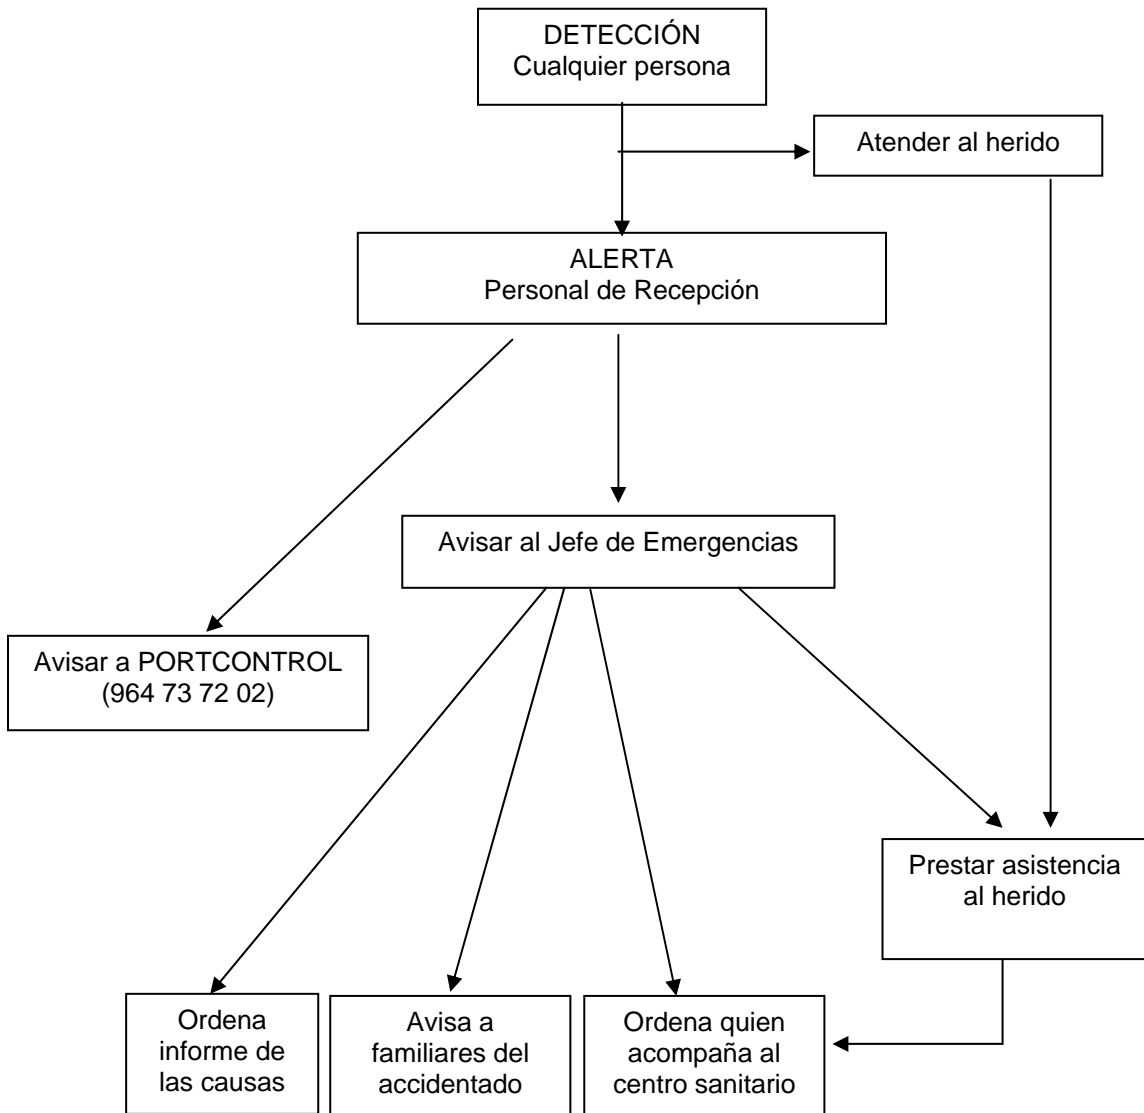 DETECCIÓN
Cualquier persona
Atender al herido
ALERTA
Personal de Recepción
Avisar al Jefe de Emergencias
Avisar a PORTCONTROL
(964 73 72 02)
Prestar asistencia
al herido
Ordena
informe de
las causas
Avisa a
familiares del
accidentado
Ordena quien
acompaña al
centro sanitario